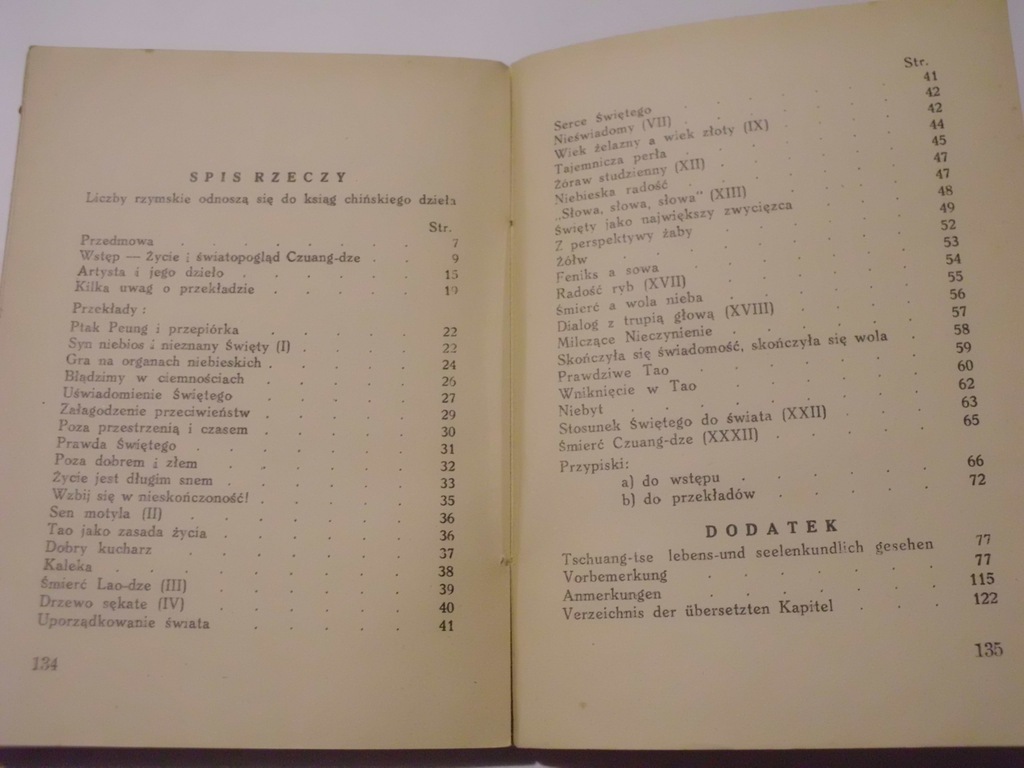 SPIS RZECZY
Liczby rzymskie odnoszą się do ksiąg chińskiego dzieła
Str.
Przedmowa . . . . . . . 7
Wstęp — Życie i światopogląd Czuang-dze . . 9
Artysta i jego dzieło . . . . . 15
Kilka uwag o przekładzie . . . . 19
Przekłady :
Ptak Peung i przepiórka . . . . 22
Syn niebios i nieznany Święty (I) . . . . 22
Gra na organach niebieskich . . . . . 24
Błądzimy w ciemnościach . . . . 26
Uświadomienie Świętego . . . . 27
Załagodzenie przeciwieństw . . . . 29
Poza przestrzenią i czasem . . . . 30
Prawda Świętego . . . . . . 31
Poza dobrem i złem . . . . . 32
Życie jest długim snem . . . . . 33
Wzbij się w nieskończoność! . . . . 35
Sen motyla (II) . . . . . . 36
Tao jako zasada życia . . . . . 36
Dobry kucharz . . . . . . 37
Kaleka . . . . . . . . 38
Śmierć Lao-dze (III) . . . . . 39
Drzewo sękate (IV) . . . . . 40
Uporządkowanie świata . . . . 41
134
Str.
Serce Świętego . . . . . 41
Nieświadomy (VII) . . . . . 42
Wiek żelazny a wiek złoty (IX) . . . 42
Tajemnicza perła . . . . . 44
Żóraw studzienny (XII) . . . . 45
Niebieska radość . . . . . 47
„Słowa, słowa, słowa" (XIII) . . . . 47
Święty jako największy zwycięzca . . . 48
Z perspektywy żaby . . . . . 49
Żółw . . . . . . . 52
Feniks a sowa . . . . . . 53
Radość ryb (XVII) . . . . . 54
Śmierć a wola nieba . . . . . 55
Dialog z trupią głową (XVIII) . . . 56
Milczące Nieczynienie . . . . . 57
Skończyła się świadomość, skończyła się wola . 58
Prawdziwe Tao . . . . . . 59
Wniknięcie w Tao . . . . . 60
Niebyt . . . . . . . 62
Stosunek Świętego do świata (XXII) . . . 63
Śmierć Czuang-dze (XXXII) . . . . 65
Przypiski:
a) do wstępu . . . . . 66
b) do przekładów . . . . . 72
DODATEK
Tschuang-tse lebens-und seelenkundlich gesehen 77
Vorbemerkung . . . . . . 77
Anmerkungen . . . . . . 115
Verzeichnis der übersetzten Kapitel . . . 122
135